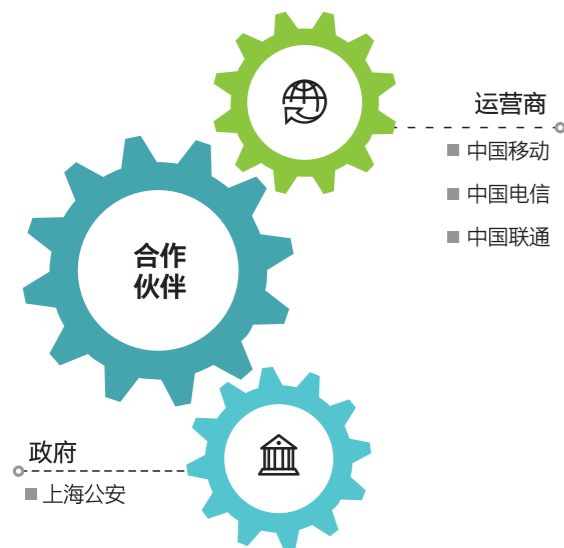 运营商
中国移动
中国电信
中国联通
合作
伙伴
政府
上海公安